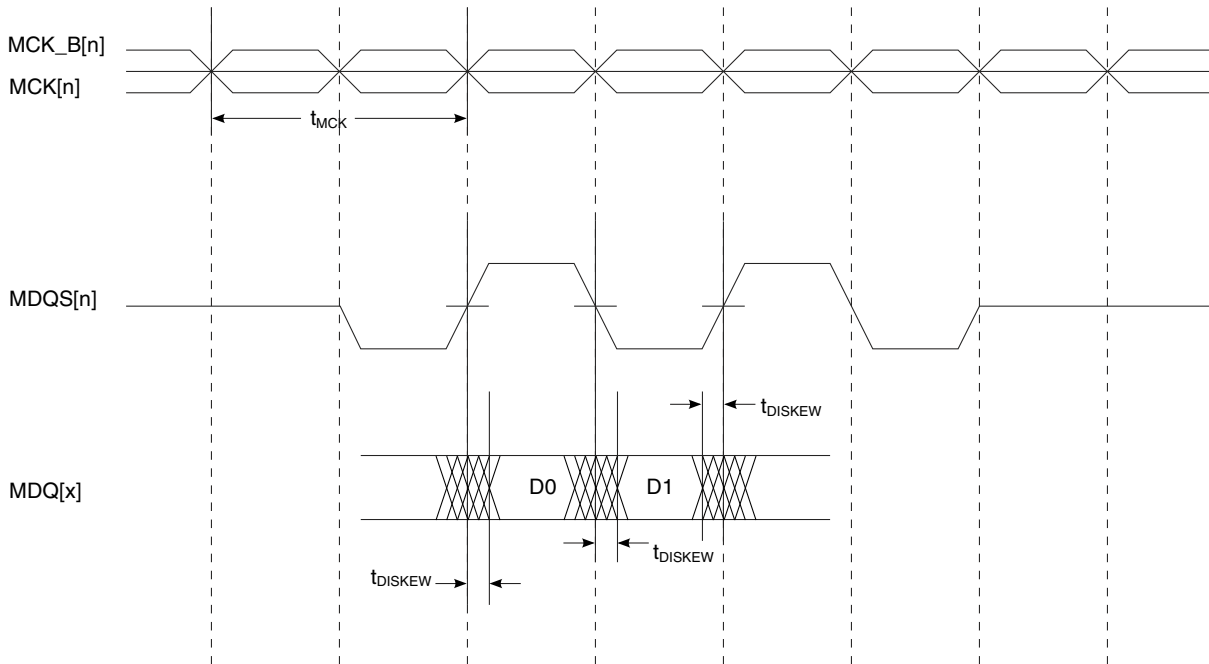 MCK_B[n]
MCK[n]
tMCK
MDQS[n]
tDISKEW
MDQ[x]
D0
D1
tDISKEW
tDISKEW